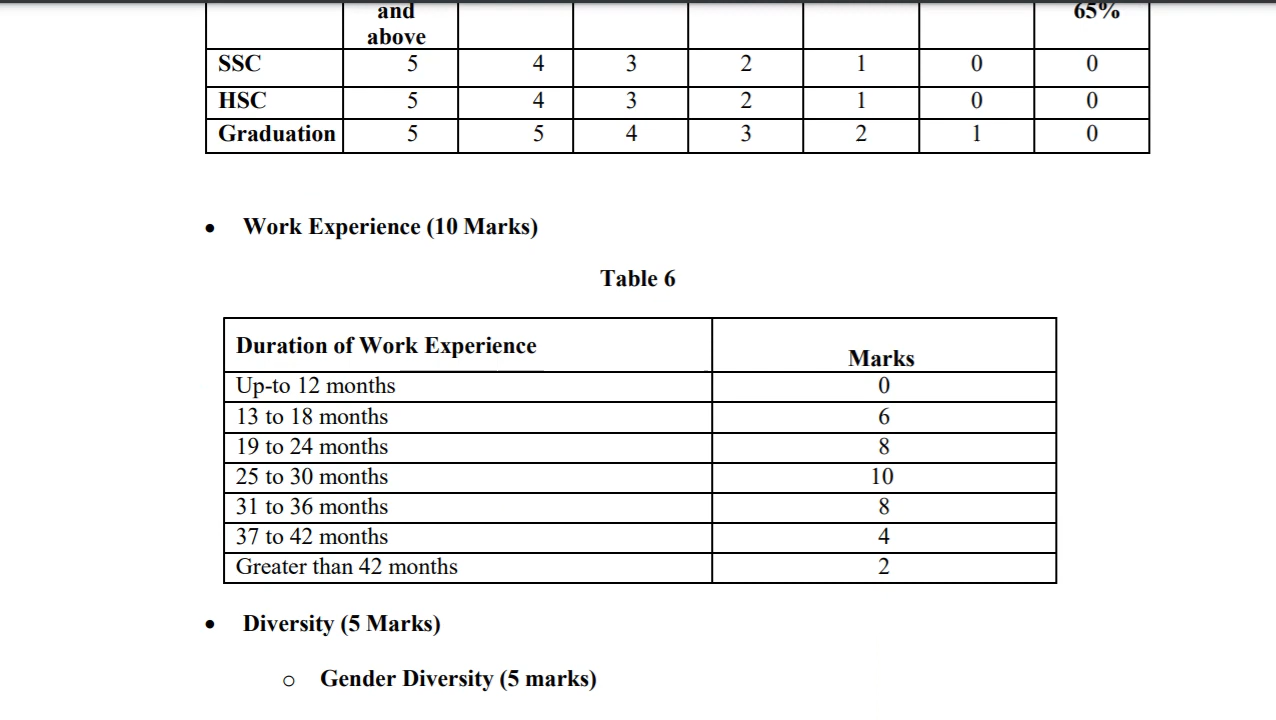 and
above 65%
SSC 5 4 3 2 1 0 0
HSC 5 4 3 2 1 0 0
Graduation 5 5 4 3 2 1 0
• Work Experience (10 Marks)
Table 6
Duration of Work Experience Marks
Up-to 12 months 0
13 to 18 months 6
19 to 24 months 8
25 to 30 months 10
31 to 36 months 8
37 to 42 months 4
Greater than 42 months 2
• Diversity (5 Marks)
o Gender Diversity (5 marks)